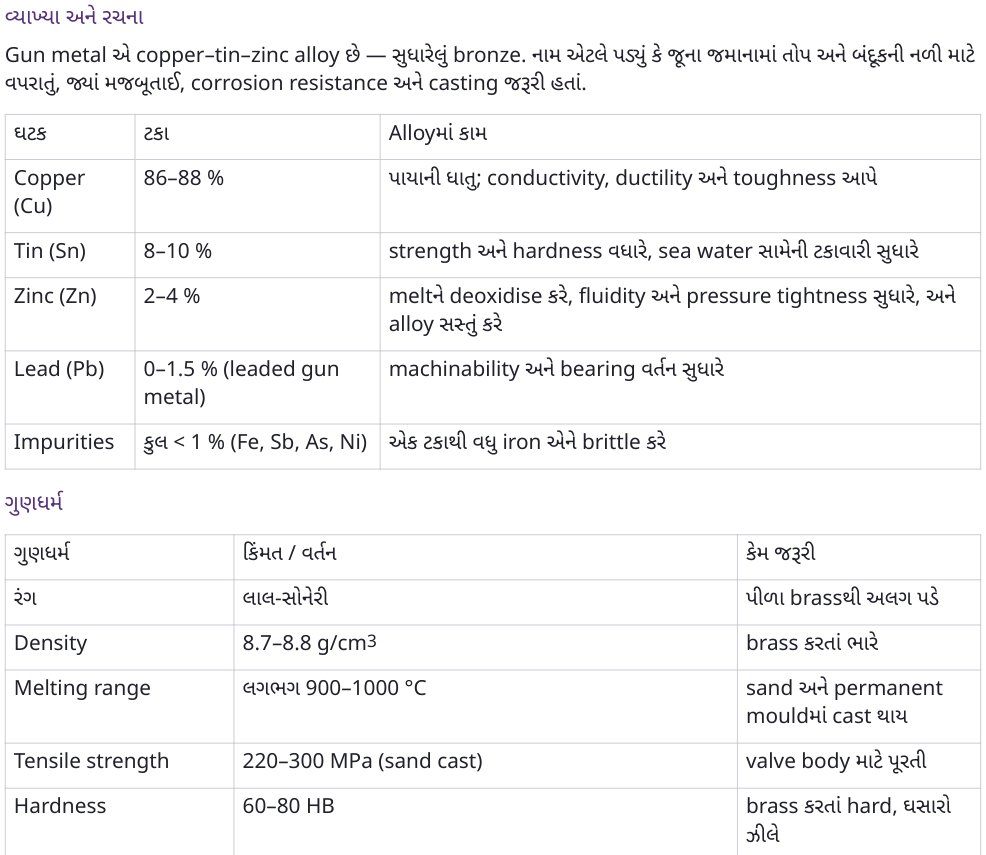 વ્યાખ્યા અને રચના
Gun metal એ copper–tin–zinc alloy છે — સુધારેલું bronze. નામ એટલે પડ્યું કે જૂના જમાનામાં તોપ અને બંદૂકની નળી માટે
વપરાતું, જ્યાં મજબૂતાઈ, corrosion resistance અને casting જરૂરી હતાં.
ઘટક ટકા Alloyમાં કામ
Copper (Cu) 86–88 % પાયાની ધાતુ; conductivity, ductility અને toughness આપે
Tin (Sn) 8–10 % strength અને hardness વધારે, sea water સામેની ટકાવારી સુધારે
Zinc (Zn) 2–4 % meltને deoxidise કરે, fluidity અને pressure tightness સુધારે, અને
alloy સસ્તું કરે
Lead (Pb) 0–1.5 % (leaded gun metal) machinability અને bearing વર્તન સુધારે
Impurities કુલ < 1 % (Fe, Sb, As, Ni) એક ટકાથી વધુ iron એને brittle કરે
ગુણધર્મ
ગુણધર્મ કિંમત / વર્તન કેમ જરૂરી
રંગ લાલ-સોનેરી પીળા brassથી અલગ પડે
Density 8.7–8.8 g/cm3 brass કરતાં ભારે
Melting range લગભગ 900–1000 °C sand અને permanent
mouldમાં cast થાય
Tensile strength 220–300 MPa (sand cast) valve body માટે પૂરતી
Hardness 60–80 HB brass કરતાં hard, ઘસારો
ઝીલે